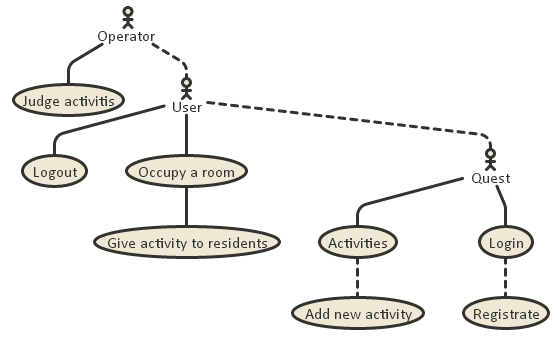 Operator
Judge activitis
User
Logout
Occupy a room
Quest
Give activity to residents
Activities
Login
Add new activity
Registrate